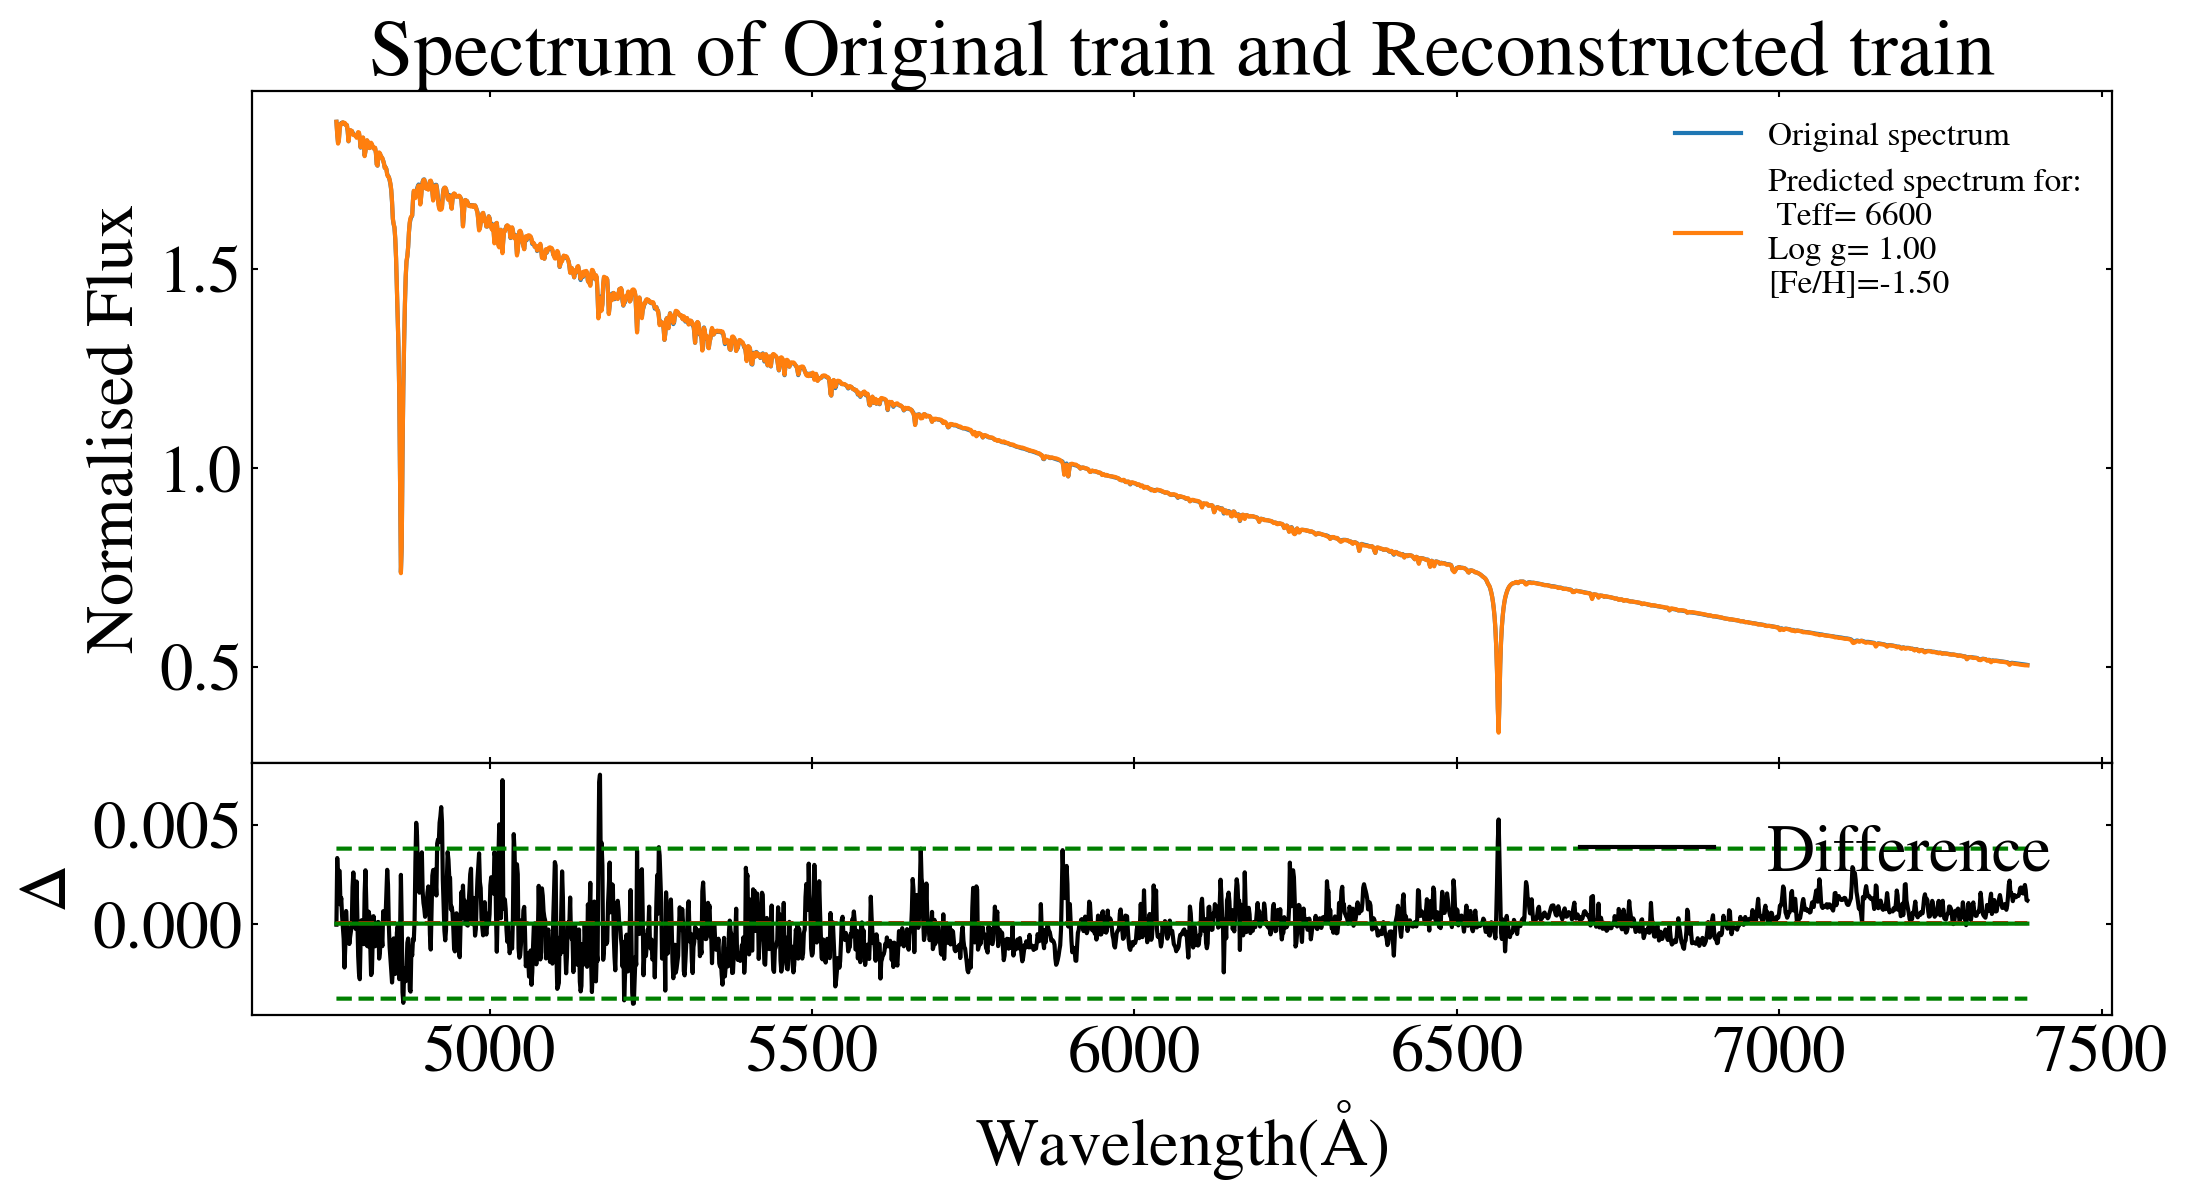 Spectrum of Original train and Reconstructed train
Normalised Flux
1.5
1.0
0.5
Original spectrum
Predicted spectrum for:
Teff= 6600
Log g= 1.00
[Fe/H]=-1.50
Δ
0.005
0.000
Difference
5000 5500 6000 6500 7000 7500
Wavelength(Å)